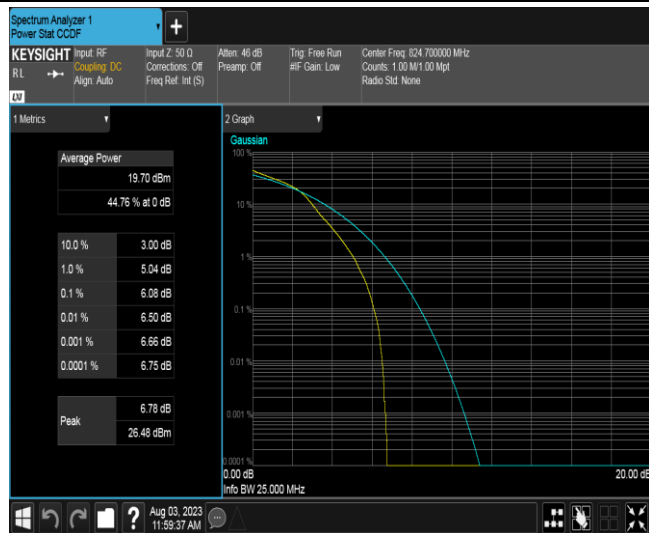 Spectrum Analyzer 1
Power Stat CCDF
+
KEYSIGHT
RL
Input: RF
Coupling: DC
Align: Auto
Input Z: 50 Ω
Corrections: Off
Freq Ref: Int (S)
Atten: 46 dB
Preamp: Off
Trig: Free Run
#IF Gain: Low
Center Freq: 824.700000 MHz
Counts: 1.00 M/1.00 Mpt
Radio Std: None
1 Metrics
Average Power
19.70 dBm
44.76 % at 0 dB
10.0 % 3.00 dB
1.0 % 5.04 dB
0.1 % 6.08 dB
0.01 % 6.50 dB
0.001 % 6.66 dB
0.0001 % 6.75 dB
Peak
6.78 dB
26.48 dBm
2 Graph
Gaussian
100 %
10 %
1 %
0.1 %
0.01 %
0.001 %
0.0001 %
0.00 dB 20.00 dB
Info BW 25.000 MHz
?
Aug 03, 2023
11:59:37 AM